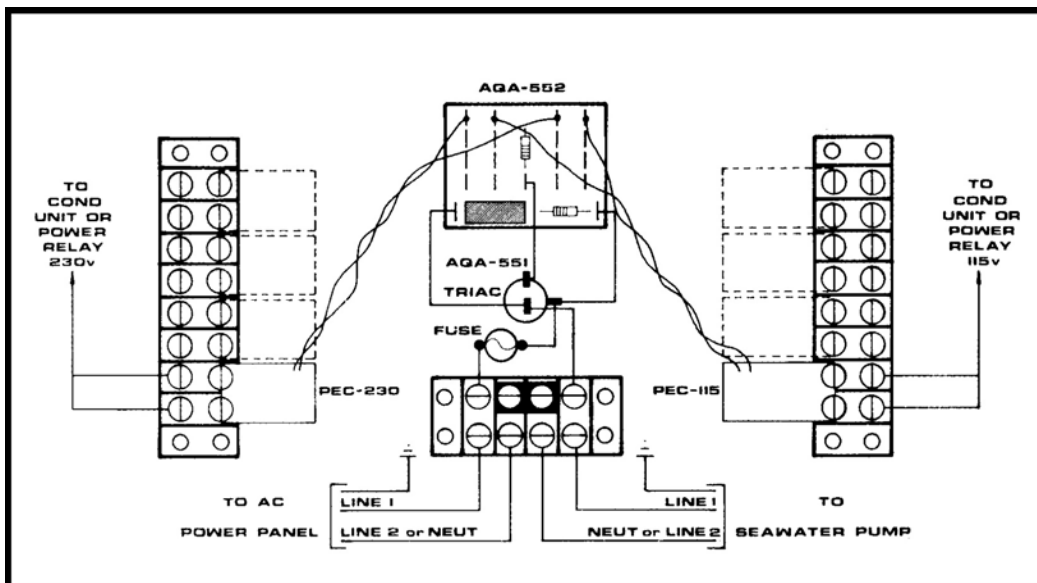 AQA-552
TO
COND
UNIT OR
POWER
RELAY
230v
TO
COND
UNIT OR
POWER
RELAY
115v
AQA-551
TRIAC
FUSE
PEC-230
PEC-115
TO AC
POWER PANEL
LINE 1
LINE 2 or NEUT
LINE 1
NEUT or LINE 2
TO
SEAWATER PUMP